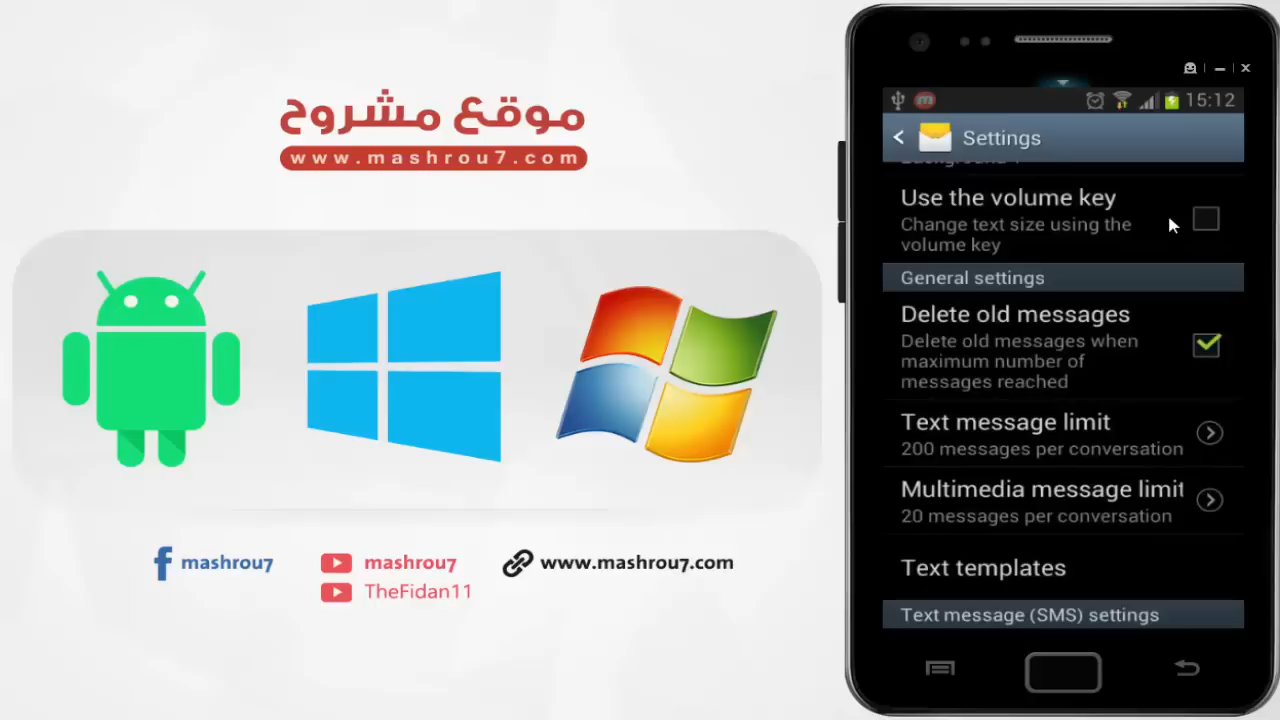 موقع مشروح
www.mashrou7.com
mashrou7
mashrou7
www.mashrou7.com
TheFidan11
15:12
Settings
Use the volume key
Change text size using the
volume key
General settings
Delete old messages
Delete old messages when
maximum number of
messages reached
Text message limit
200 messages per conversation
Multimedia message limit
20 messages per conversation
Text templates
Text message (SMS) settings